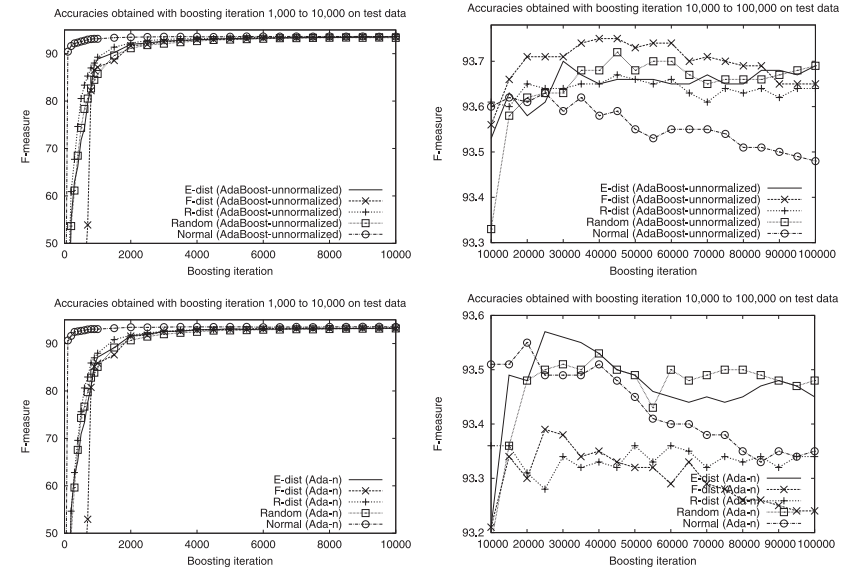 Accuracies obtained with boosting iteration 1,000 to 10,000 on test data
F-measure
90
80
70
60
50
E-dist (AdaBoost-unnormalized)
F-dist (AdaBoost-unnormalized)
R-dist (AdaBoost-unnormalized)
Random (AdaBoost-unnormalized)
Normal (AdaBoost-unnormalized)
0 2000 4000 6000 8000 10000
Boosting iteration
Accuracies obtained with boosting iteration 10,000 to 100,000 on test data
F-measure
93,7
93,6
93,5
93,4
93,3
E-dist (AdaBoost-unnormalized)
F-dist (AdaBoost-unnormalized)
R-dist (AdaBoost-unnormalized)
Random (AdaBoost-unnormalized)
Normal (AdaBoost-unnormalized)
10000 20000 30000 40000 50000 60000 70000 80000 90000 100000
Boosting iteration
Accuracies obtained with boosting iteration 1,000 to 10,000 on test data
F-measure
90
80
70
60
50
E-dist (Ada-n)
F-dist (Ada-n)
R-dist (Ada-n)
Random (Ada-n)
Normal (Ada-n)
0 2000 4000 6000 8000 10000
Boosting iteration
Accuracies obtained with boosting iteration 10,000 to 100,000 on test data
F-measure
93,6
93,5
93,4
93,3
93,2
E-dist (Ada-n)
F-dist (Ada-n)
R-dist (Ada-n)
Random (Ada-n)
Normal (Ada-n)
10000 20000 30000 40000 50000 60000 70000 80000 90000 100000
Boosting iteration